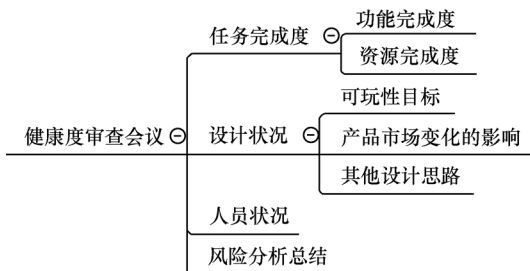 健康度审查会议
任务完成度
功能完成度
资源完成度
设计状况
可玩性目标
产品市场变化的影响
其他设计思路
人员状况
风险分析总结